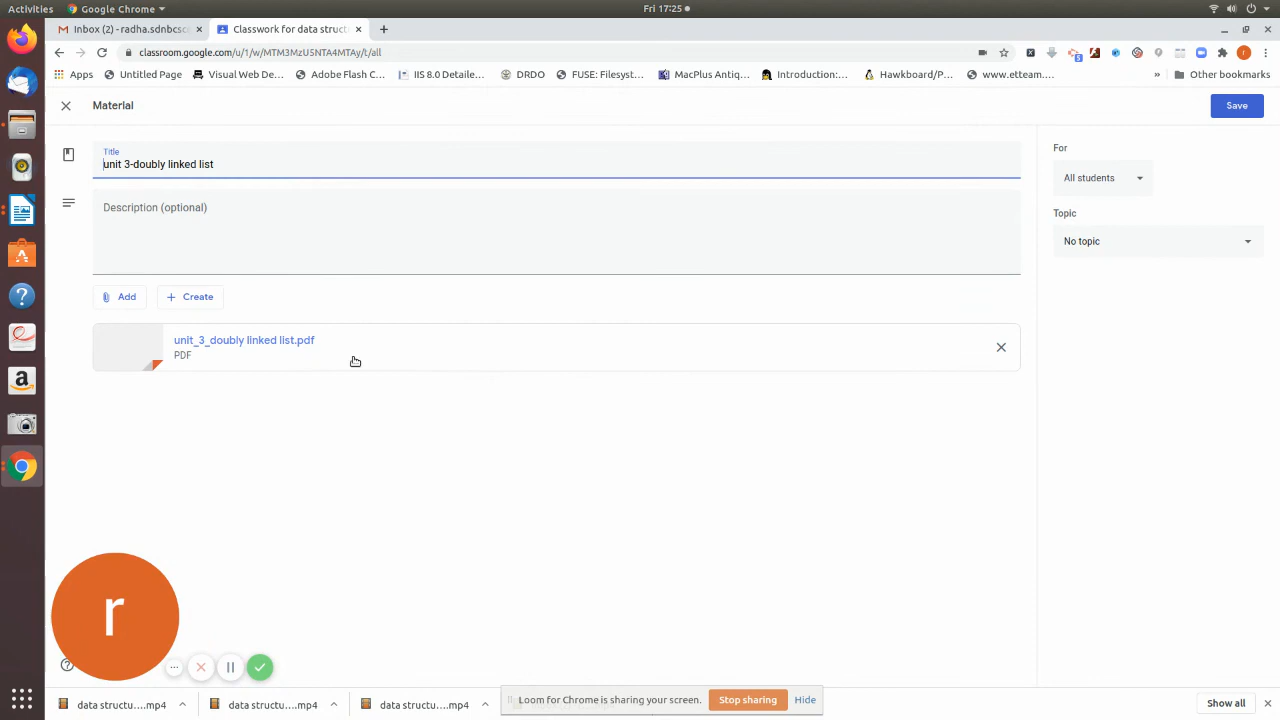 Activities
Google Chrome
Fri 17:25
Inbox (2) - radha.sdnbcsc
Classwork for data struct
classroom.google.com/u/1/w/MTM3MzU5NTA4MTAy/t/all
Apps
Untitled Page
Visual Web De...
Adobe Flash C...
IIS 8.0 Detaile...
DRDO
FUSE: Filesyst...
MacPlus Antiq...
Introduction:...
Hawkboard/P...
www.etteam....
»
Other bookmarks
Material
Save
Title
unit 3-doubly linked list
Description (optional)
Add
Create
unit_3_doubly linked list.pdf
PDF
For
All students
Topic
No topic
r
data structu....mp4
data structu....mp4
data structu....mp4
Loom for Chrome is sharing your screen.
Stop sharing
Hide
Show all